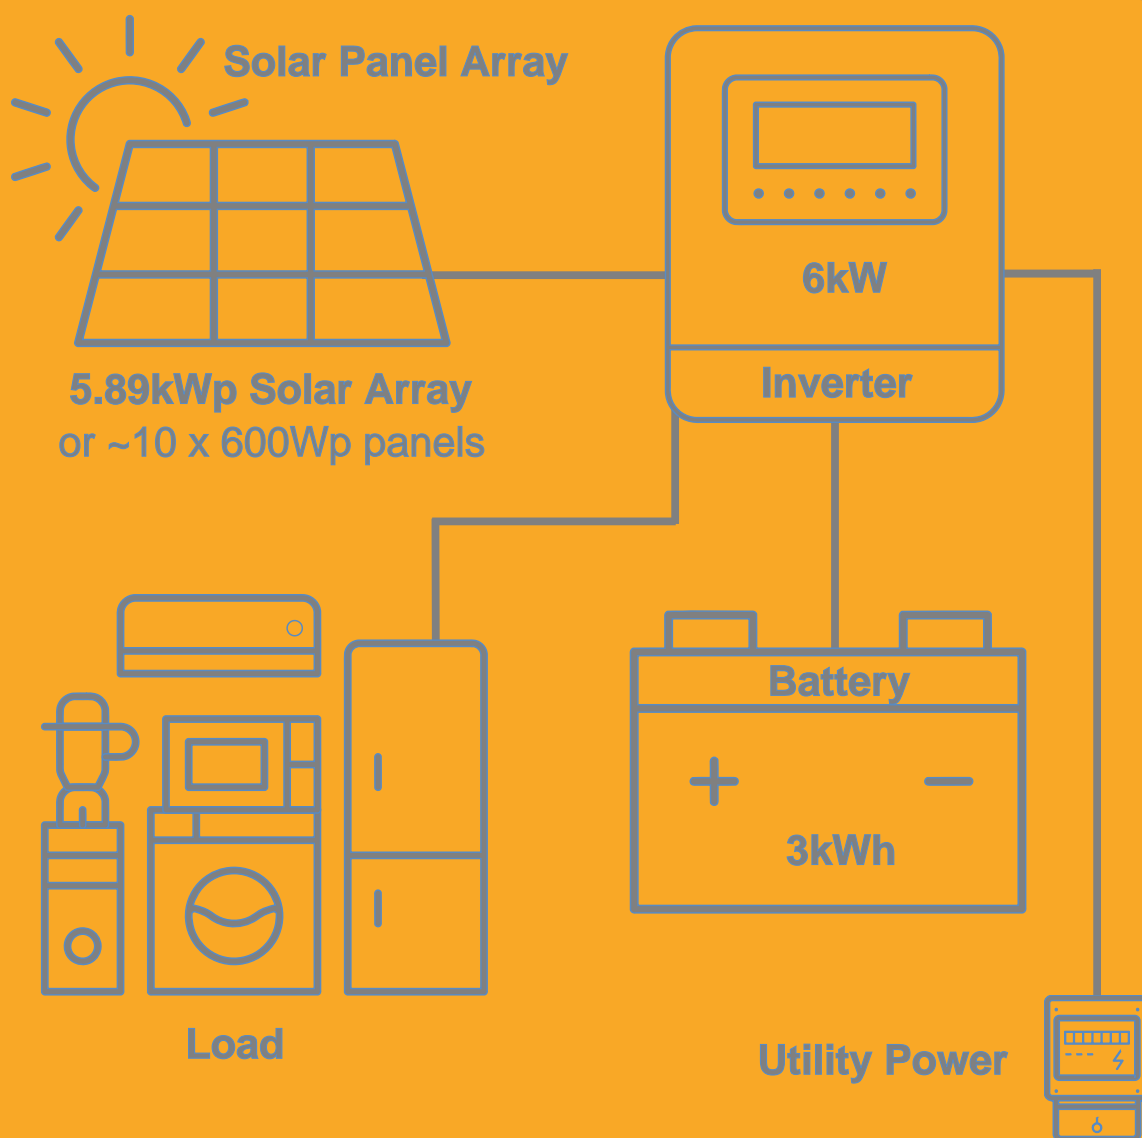 Solar Panel Array
6kW
Inverter
5.89kWp Solar Array
or ~10 x 600Wp panels
Battery
+ −
3kWh
Load
Utility Power